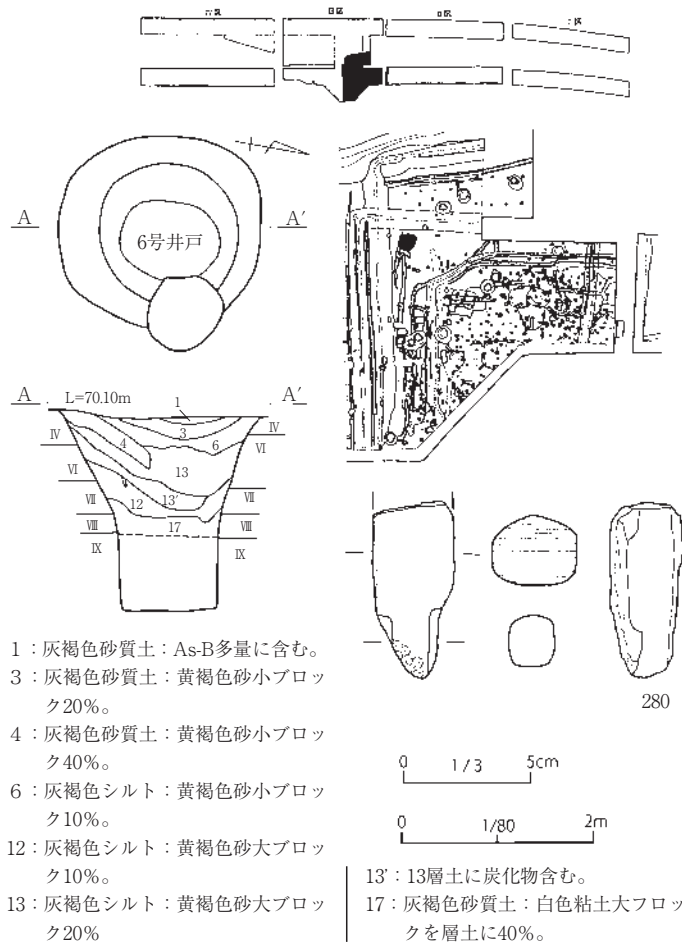 A
A′
6号井戸
A
L=70.10m
1
A′
Ⅳ
4
3
6
Ⅳ
Ⅵ
Ⅵ
13
Ⅶ
12
13′
Ⅶ
Ⅷ
17
Ⅷ
Ⅸ
Ⅸ
1：灰褐色砂質土：As-B多量に含む。
3：灰褐色砂質土：黄褐色砂小ブロッ
ク20%。
4：灰褐色砂質土：黄褐色砂小ブロッ
ク40%。
6：灰褐色シルト：黄褐色砂小ブロッ
ク10%。
12：灰褐色シルト：黄褐色砂大ブロッ
ク10%。
13：灰褐色シルト：黄褐色砂大ブロッ
ク20%
280
0 1/3 5cm
0 1/80 2m
13′：13層土に炭化物含む。
17：灰褐色砂質土：白色粘土大フロッ
クを層土に40%。